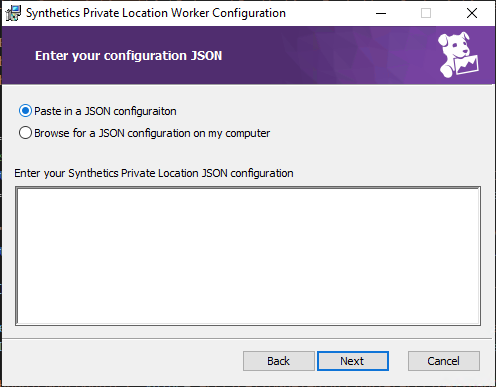 Synthetics Private Location Worker Configuration
Enter your configuration JSON
Paste in a JSON configuraiton
Browse for a JSON configuration on my computer
Enter your Synthetics Private Location JSON configuration
Back Next Cancel